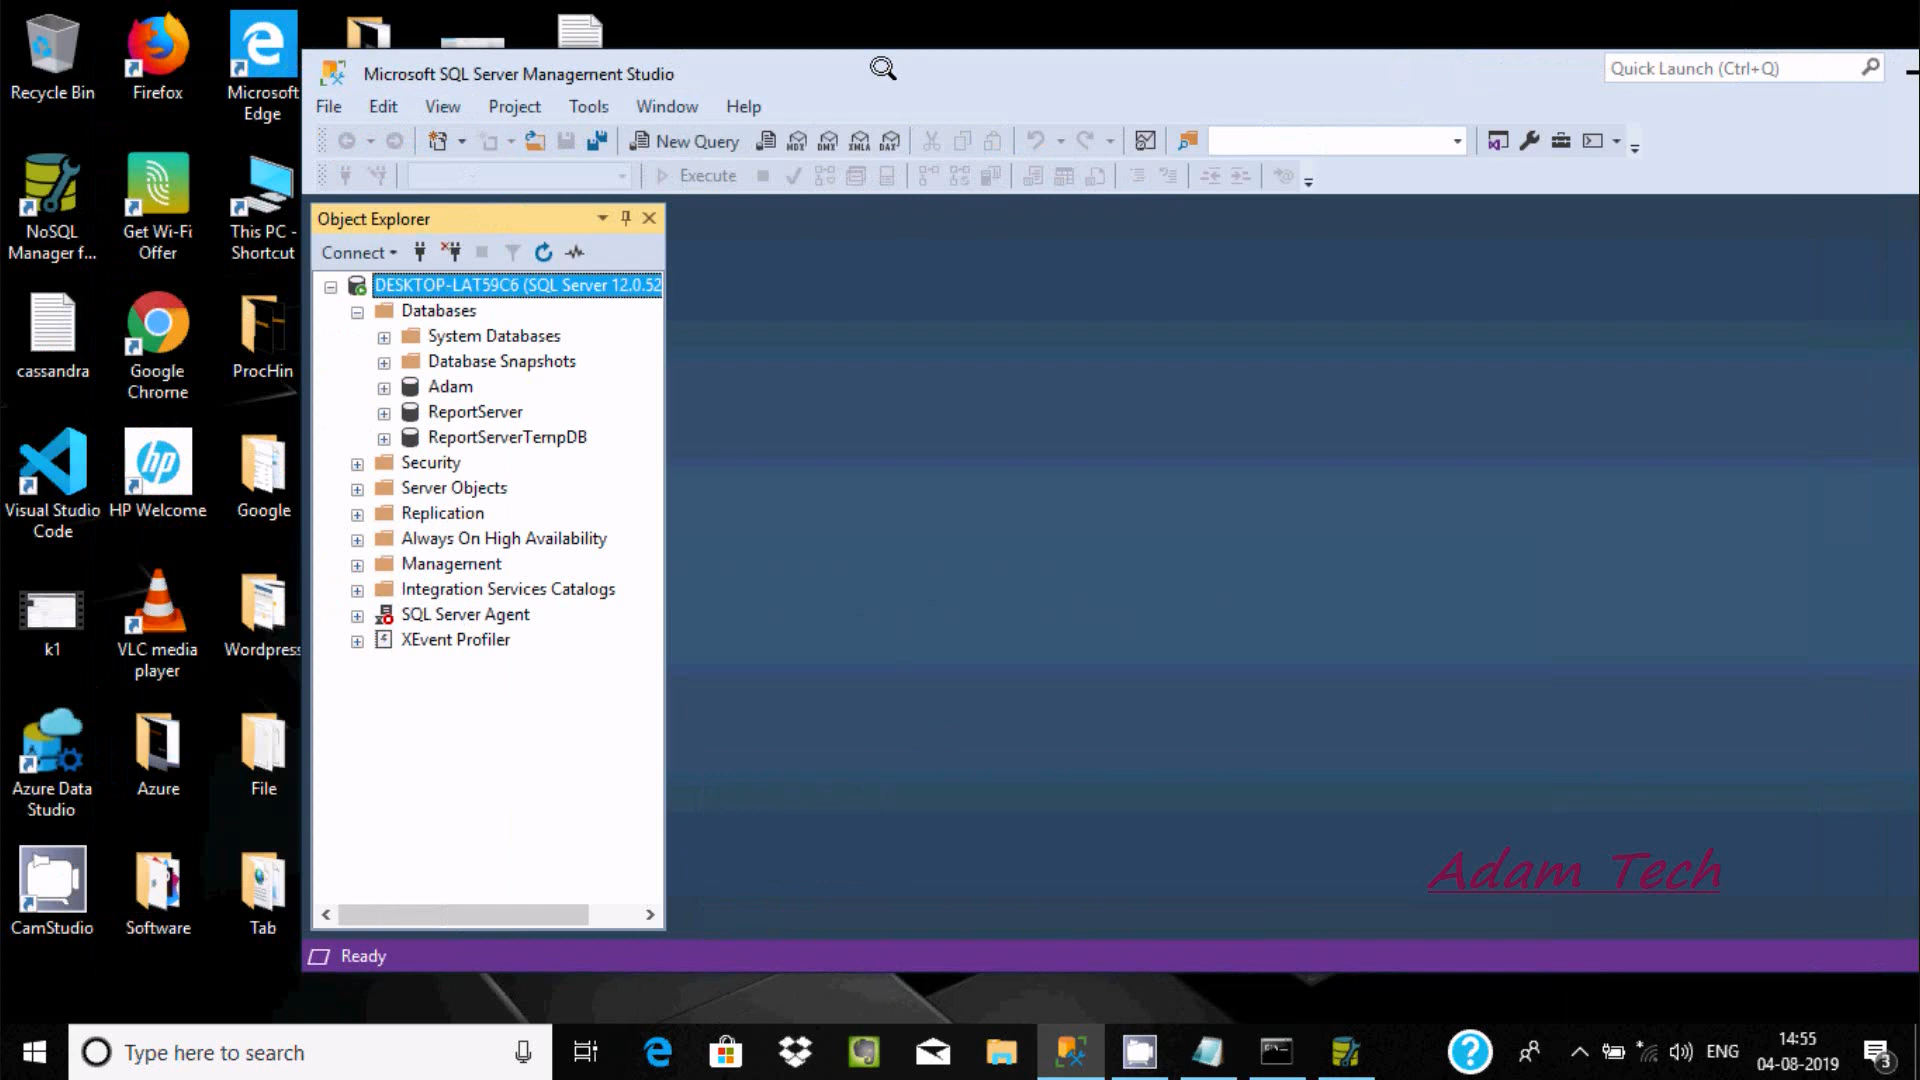 Recycle Bin
Firefox
Microsoft
Edge
NoSQL
Manager f...
Get Wi-Fi
Offer
This PC -
Shortcut
cassandra
Google
Chrome
ProcHin
Visual Studio
Code
HP Welcome
Google
k1
VLC media
player
Wordpress
Azure Data
Studio
Azure
File
CamStudio
Software
Tab
Microsoft SQL Server Management Studio
Quick Launch (Ctrl+Q)
File Edit View Project Tools Window Help
New Query MDX DMX XMLA DAX
Execute
Object Explorer
Connect
DESKTOP-LAT59C6 (SQL Server 12.0.52
Databases
System Databases
Database Snapshots
Adam
ReportServer
ReportServerTempDB
Security
Server Objects
Replication
Always On High Availability
Management
Integration Services Catalogs
SQL Server Agent
XEvent Profiler
Adam Tech
Ready
Type here to search
ENG
14:55
04-08-2019
3